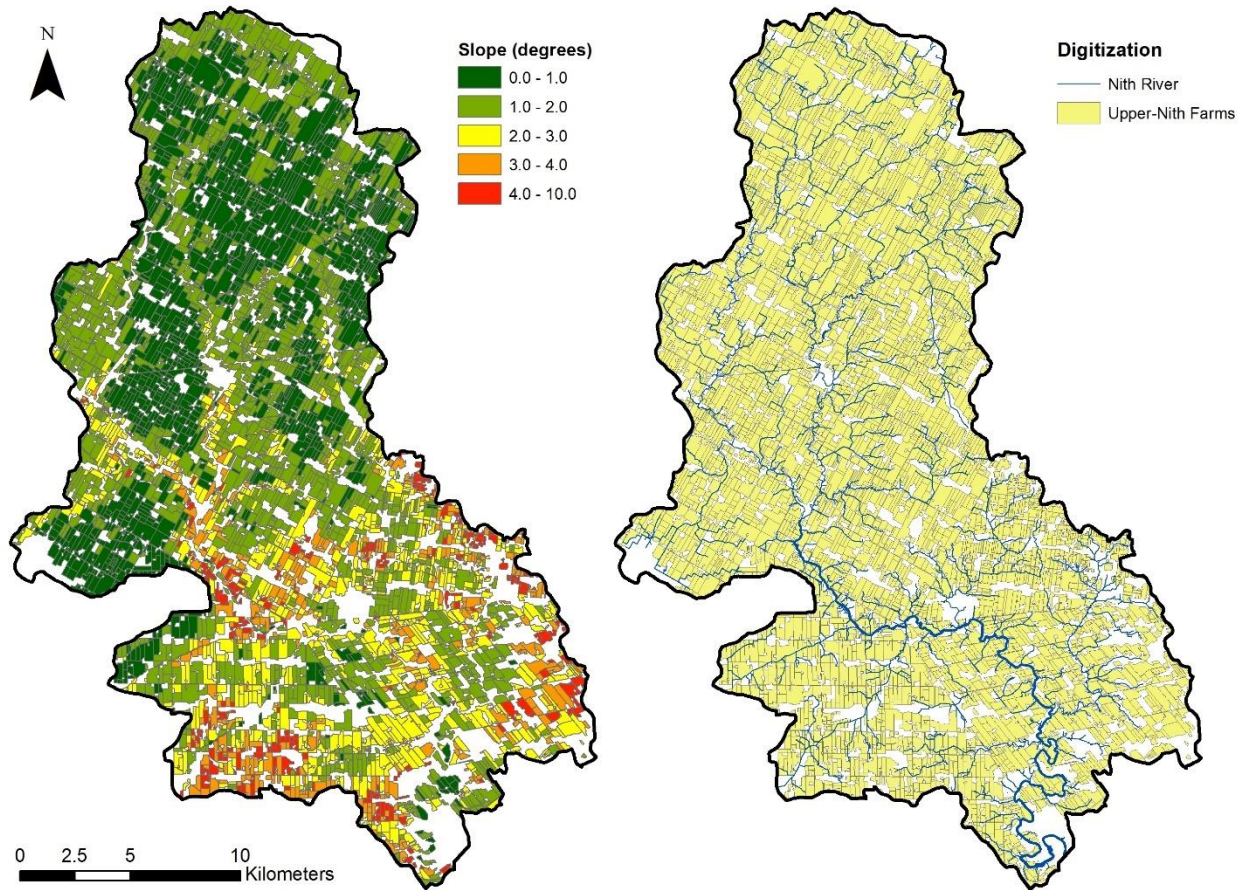 N
Slope (degrees)
0.0 - 1.0
1.0 - 2.0
2.0 - 3.0
3.0 - 4.0
4.0 - 10.0
Digitization
Nith River
Upper-Nith Farms
0 2.5 5 10
Kilometers